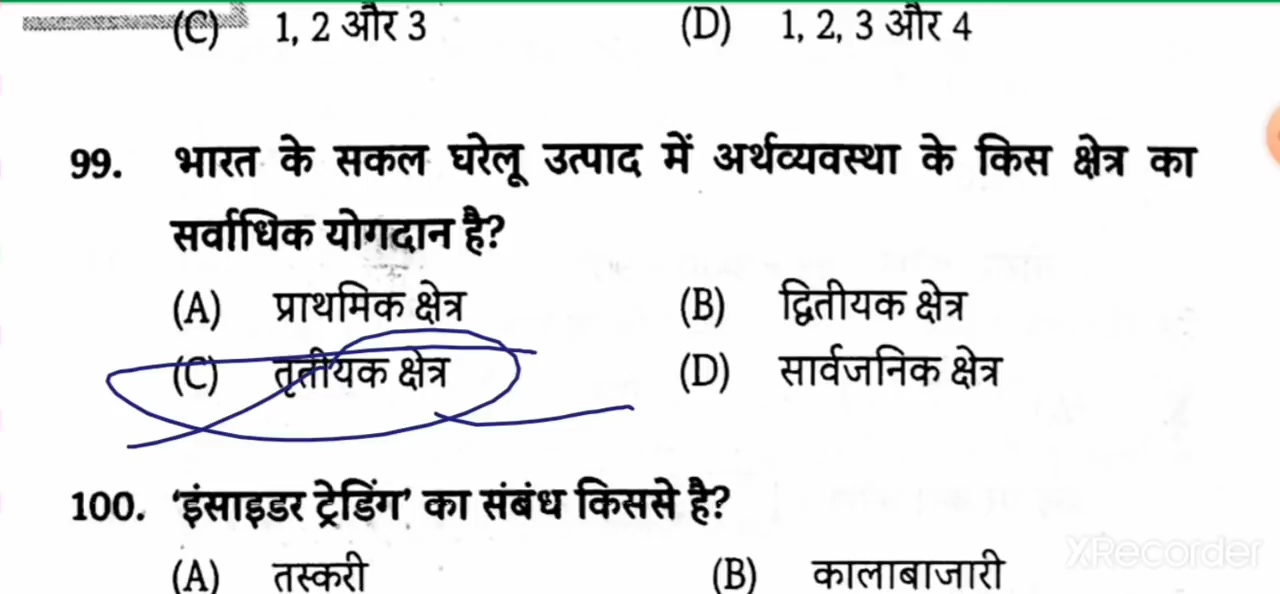 (C) 1, 2 और 3 (D) 1, 2, 3 और 4
99. भारत के सकल घरेलू उत्पाद में अर्थव्यवस्था के किस क्षेत्र का
सर्वाधिक योगदान है?
(A) प्राथमिक क्षेत्र (B) द्वितीयक क्षेत्र
(C) तृतीयक क्षेत्र (D) सार्वजनिक क्षेत्र
100. 'इंसाइडर ट्रेडिंग' का संबंध किससे है?
XRecorder
(A) तस्करी (B) कालाबाजारी